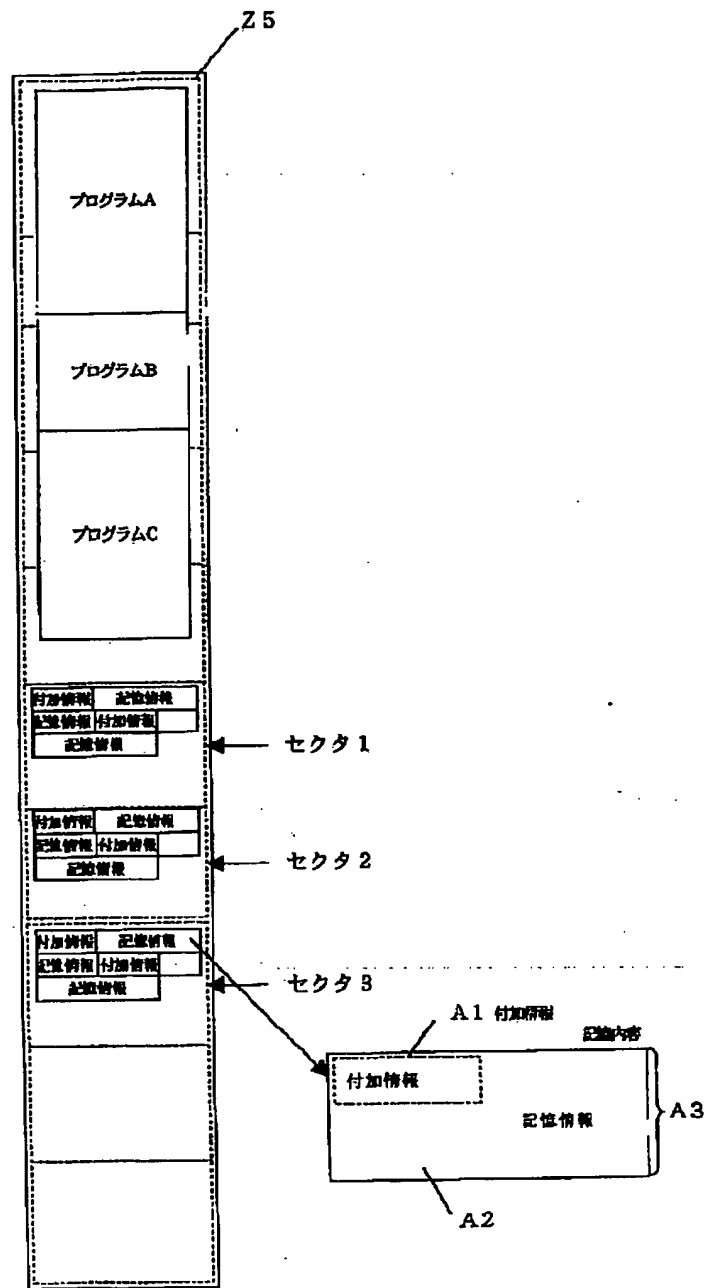 Z5
プログラムA
プログラムB
プログラムC
付加情報 記憶情報
記憶情報 付加情報
記憶情報
セクタ1
付加情報 記憶情報
記憶情報 付加情報
記憶情報
セクタ2
付加情報 記憶情報
記憶情報 付加情報
記憶情報
セクタ3
A1 付加情報
記憶内容
付加情報
記憶情報
A3
A2